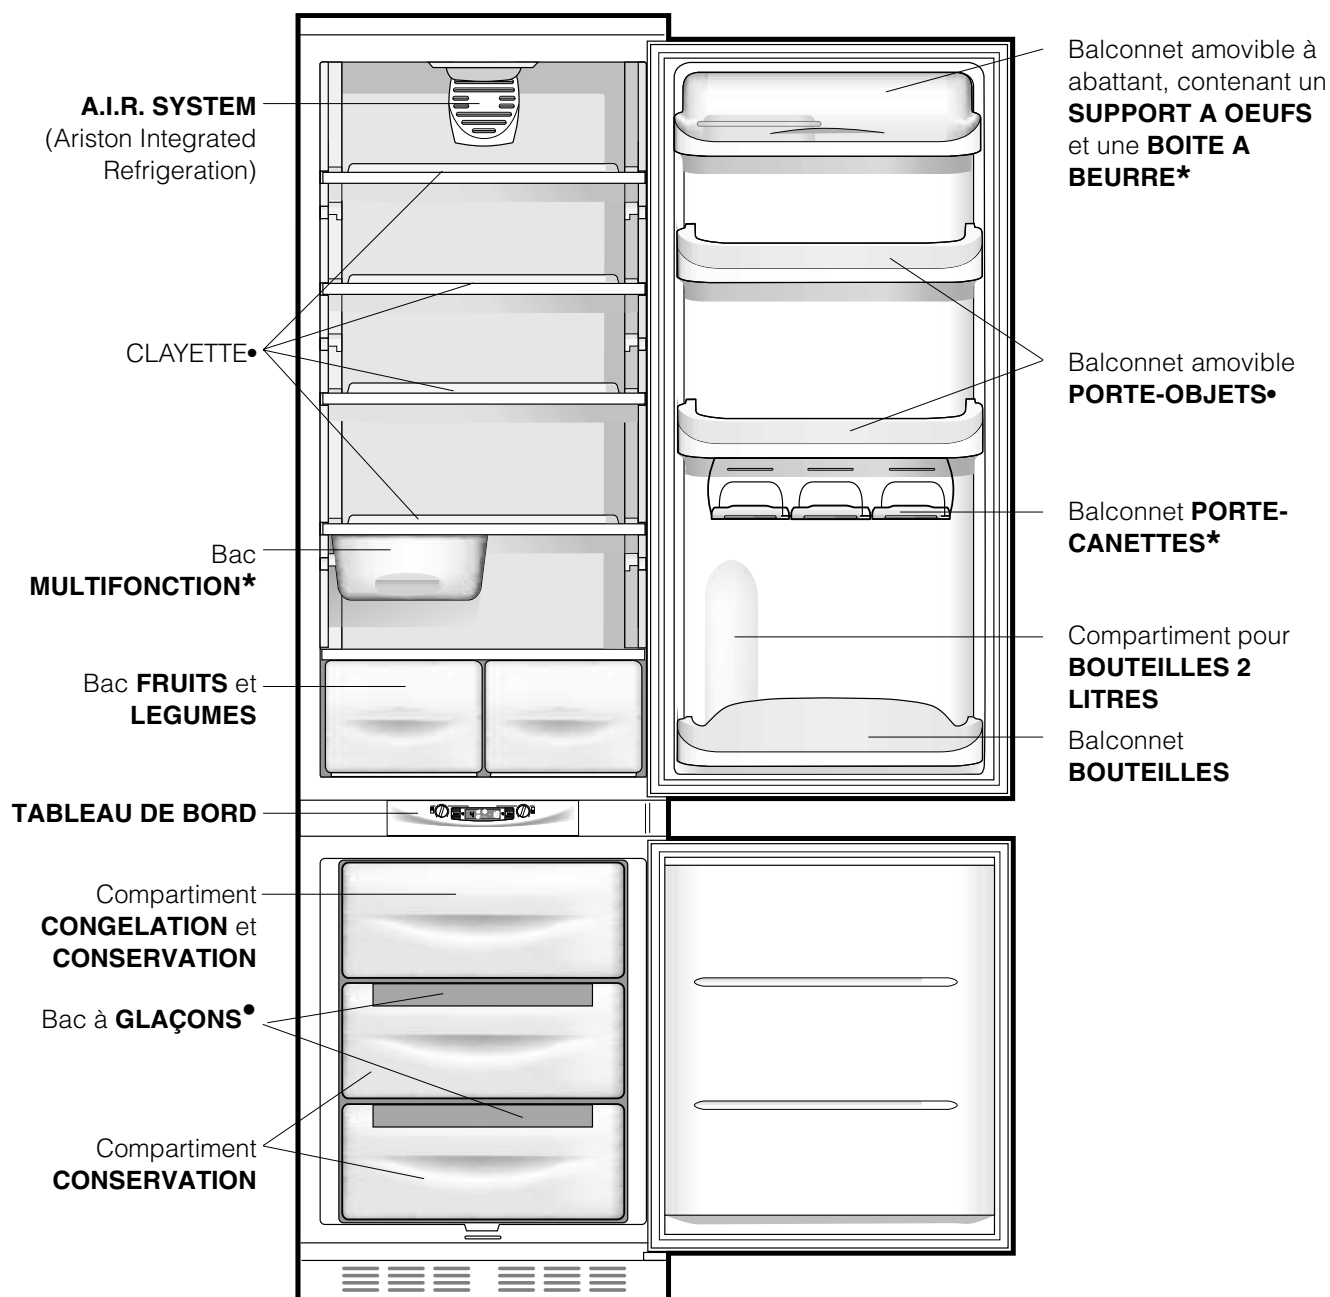 A.I.R. SYSTEM
(Ariston Integrated
Refrigeration)
CLAYETTE•
Bac
MULTIFONCTION*
Bac FRUITS et
LEGUMES
TABLEAU DE BORD
Compartiment
CONGELATION et
CONSERVATION
Bac à GLAÇONS•
Compartiment
CONSERVATION
Balconnet amovible à
abattant, contenant un
SUPPORT A OEUFS
et une BOITE A
BEURRE*
Balconnet amovible
PORTE-OBJETS•
Balconnet PORTE-
CANETTES*
Compartiment pour
BOUTEILLES 2
LITRES
Balconnet
BOUTEILLES